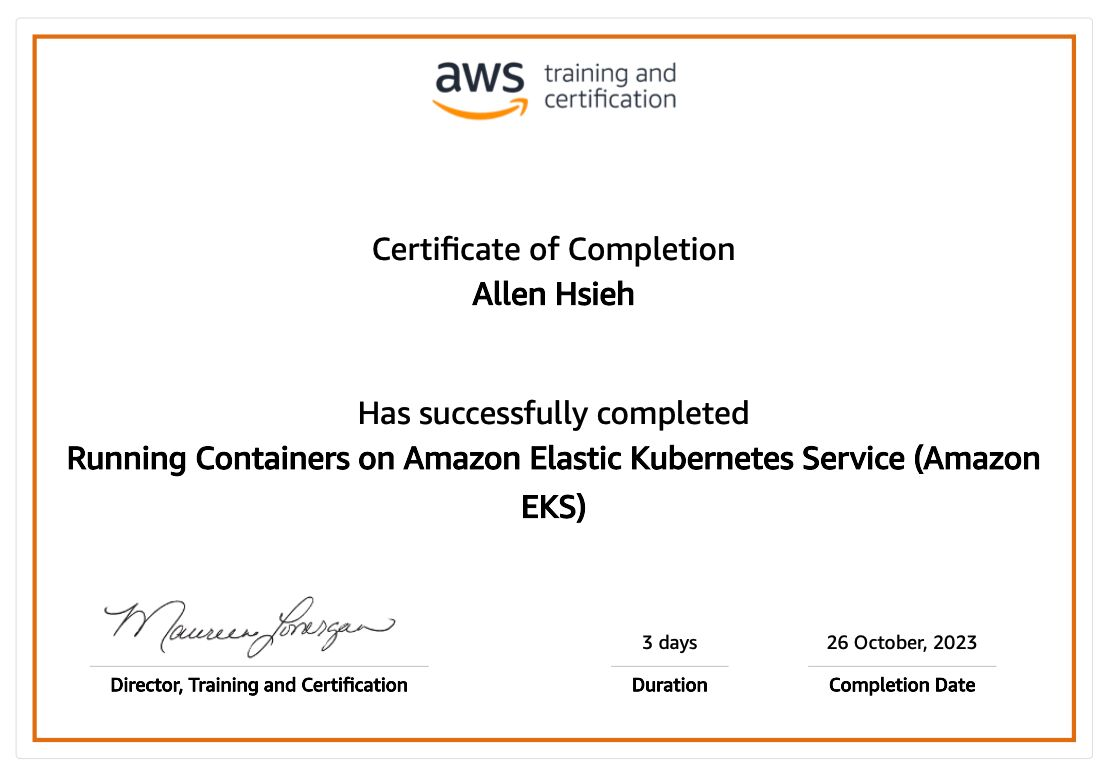 aws training and
certification
Certificate of Completion
Allen Hsieh
Has successfully completed
Running Containers on Amazon Elastic Kubernetes Service (Amazon
EKS)
Maureen Lonergan
3 days
26 October, 2023
Director, Training and Certification
Duration
Completion Date